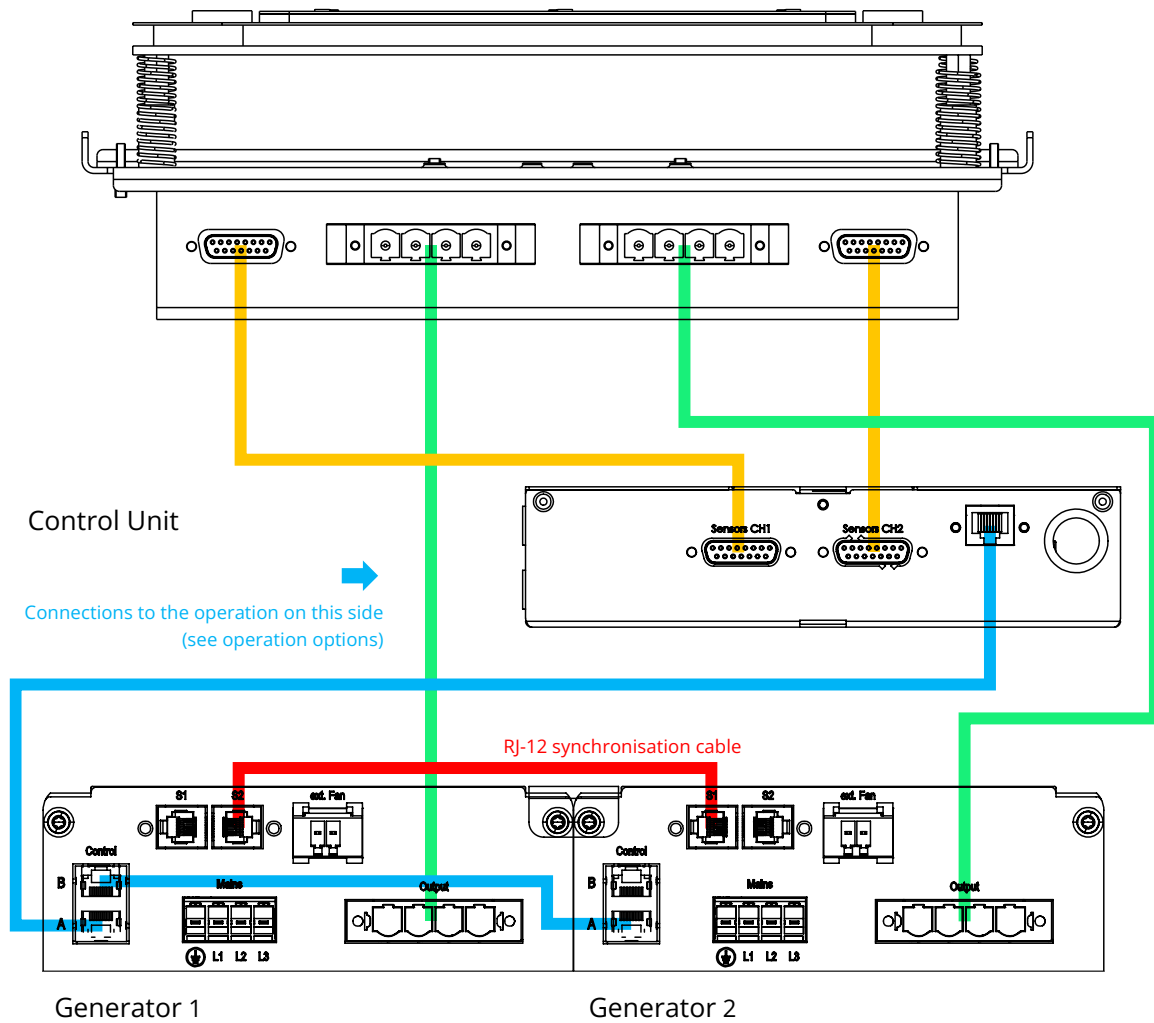 Sensors CH1
Sensors CH2
Control Unit
Connections to the operation on this side
(see operation options)
RJ-12 synchronisation cable
S1
S2
ext. Fan
S1
S2
ext. Fan
Control
Control
B
Mains
Output
B
Mains
Output
A
A
L1 L2 L3
L1 L2 L3
Generator 1
Generator 2